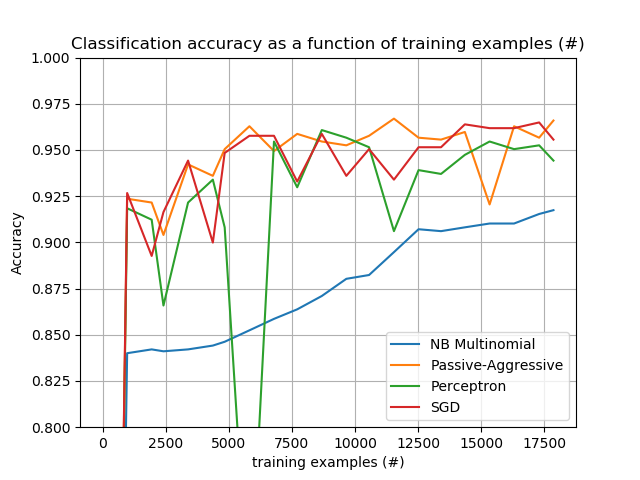 Classification accuracy as a function of training examples (#)
1.000
0.975
0.950
0.925
0.900
0.875
0.850
0.825
0.800
Accuracy
NB Multinomial
Passive-Aggressive
Perceptron
SGD
0 2500 5000 7500 10000 12500 15000 17500
training examples (#)